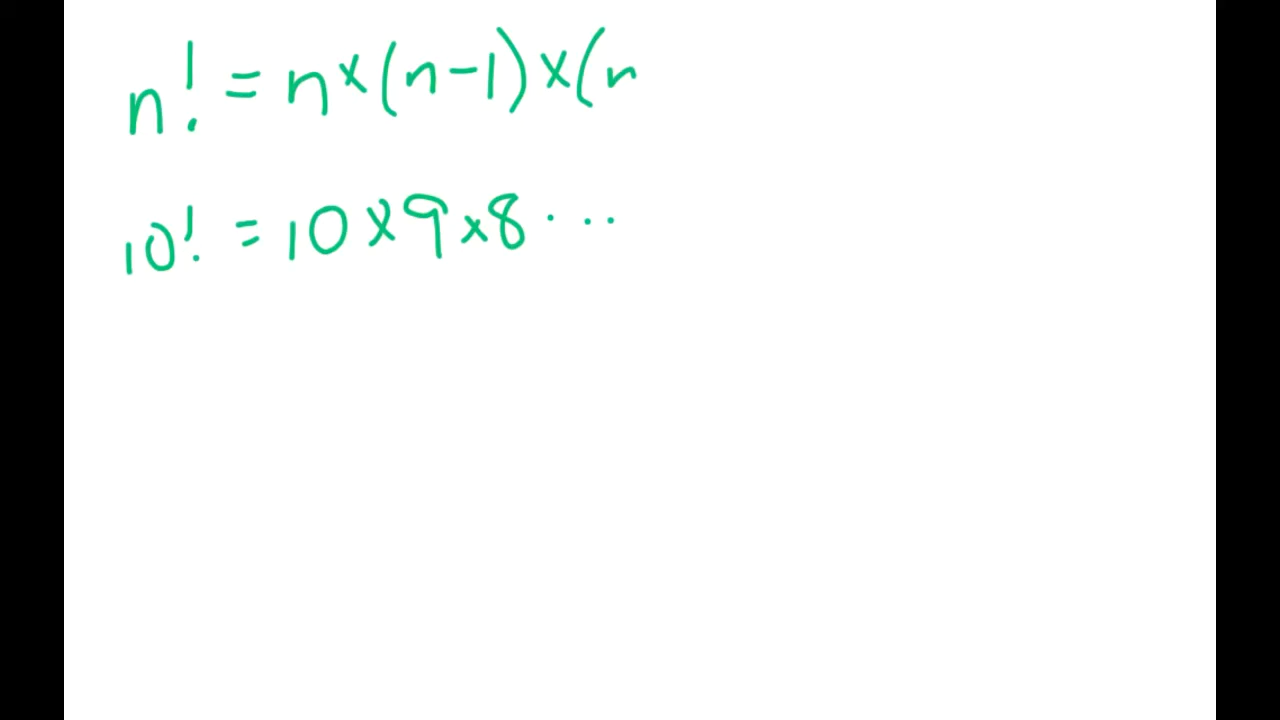 n! = n×(n-1)×(n
10! = 10×9×8...